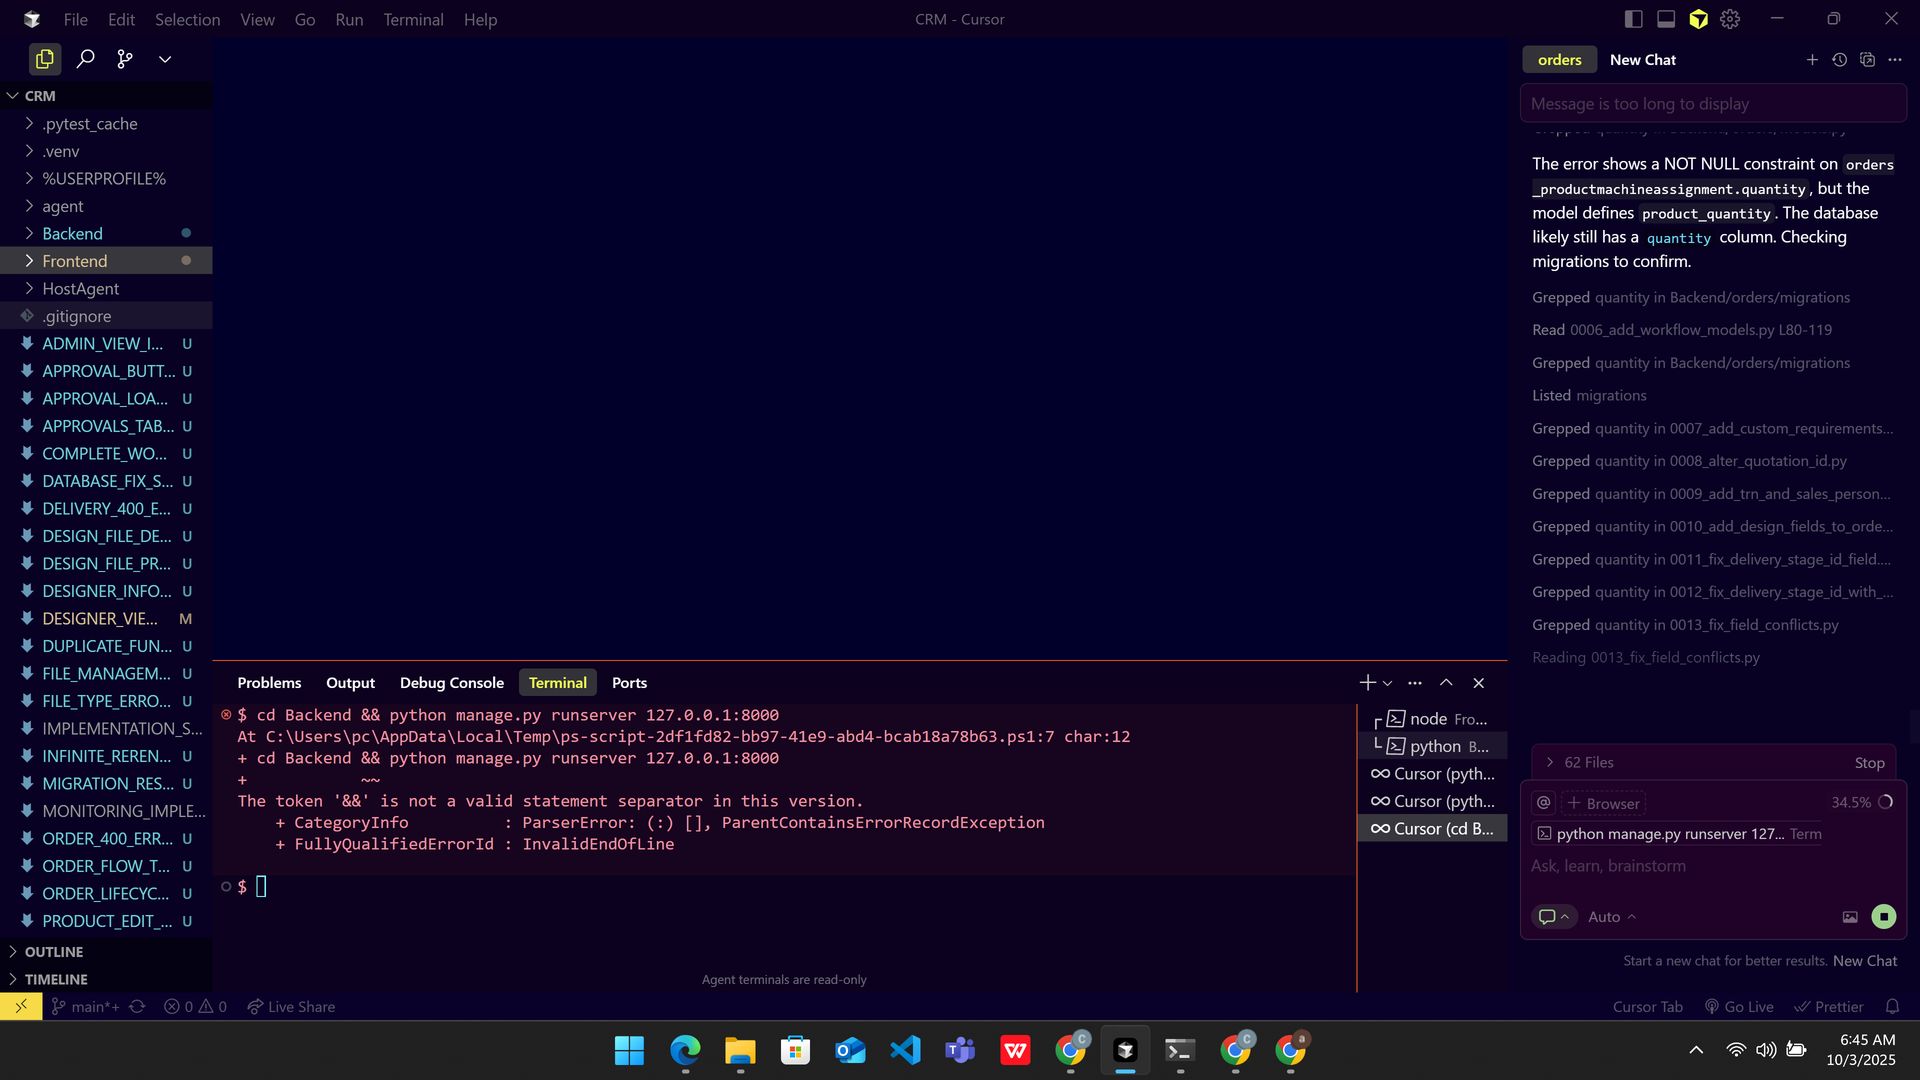 File Edit Selection View Go Run Terminal Help
CRM - Cursor
CRM
.pytest_cache
.venv
%USERPROFILE%
agent
Backend
Frontend
HostAgent
.gitignore
ADMIN_VIEW_I... U
APPROVAL_BUTT... U
APPROVAL_LOA... U
APPROVALS_TAB... U
COMPLETE_WO... U
DATABASE_FIX_S... U
DELIVERY_400_E... U
DESIGN_FILE_DE... U
DESIGN_FILE_PR... U
DESIGNER_INFO... U
DESIGNER_VIE... M
DUPLICATE_FUN... U
FILE_MANAGEM... U
FILE_TYPE_ERRO... U
IMPLEMENTATION_S...
INFINITE_REREN... U
MIGRATION_RES... U
MONITORING_IMPLE...
ORDER_400_ERR... U
ORDER_FLOW_T... U
ORDER_LIFECYC... U
PRODUCT_EDIT_... U
OUTLINE
TIMELINE
Problems Output Debug Console Terminal Ports
$ cd Backend && python manage.py runserver 127.0.0.1:8000
At C:\Users\pc\AppData\Local\Temp\ps-script-2df1fd82-bb97-41e9-abd4-bcab18a78b63.ps1:7 char:12
+ cd Backend && python manage.py runserver 127.0.0.1:8000
+ ~~
The token '&&' is not a valid statement separator in this version.
+ CategoryInfo : ParserError: (:) [], ParentContainsErrorRecordException
+ FullyQualifiedErrorId : InvalidEndOfLine
$
Agent terminals are read-only
node Fro...
python B...
Cursor (pyth...
Cursor (pyth...
Cursor (cd B...
orders New Chat
Message is too long to display
Grepped quantity in Backend/orders/models.py
The error shows a NOT NULL constraint on orders
_productmachineassignment.quantity, but the
model defines product_quantity. The database
likely still has a quantity column. Checking
migrations to confirm.
Grepped quantity in Backend/orders/migrations
Read 0006_add_workflow_models.py L80-119
Grepped quantity in Backend/orders/migrations
Listed migrations
Grepped quantity in 0007_add_custom_requirements...
Grepped quantity in 0008_alter_quotation_id.py
Grepped quantity in 0009_add_trn_and_sales_person...
Grepped quantity in 0010_add_design_fields_to_orde...
Grepped quantity in 0011_fix_delivery_stage_id_field....
Grepped quantity in 0012_fix_delivery_stage_id_with_...
Grepped quantity in 0013_fix_field_conflicts.py
Reading 0013_fix_field_conflicts.py
62 Files Stop
@ + Browser 34.5%
python manage.py runserver 127... Term
Ask, learn, brainstorm
Auto
Start a new chat for better results. New Chat
main*+ 0 0 Live Share
Cursor Tab Go Live Prettier
6:45 AM
10/3/2025